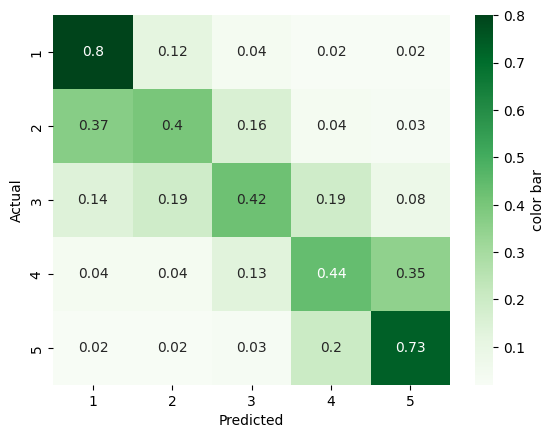 1 0.8 0.12 0.04 0.02 0.02
2 0.37 0.4 0.16 0.04 0.03
3 0.14 0.19 0.42 0.19 0.08
4 0.04 0.04 0.13 0.44 0.35
5 0.02 0.02 0.03 0.2 0.73
1 2 3 4 5
Predicted
Actual
0.8
0.7
0.6
0.5
0.4
0.3
0.2
0.1
color bar